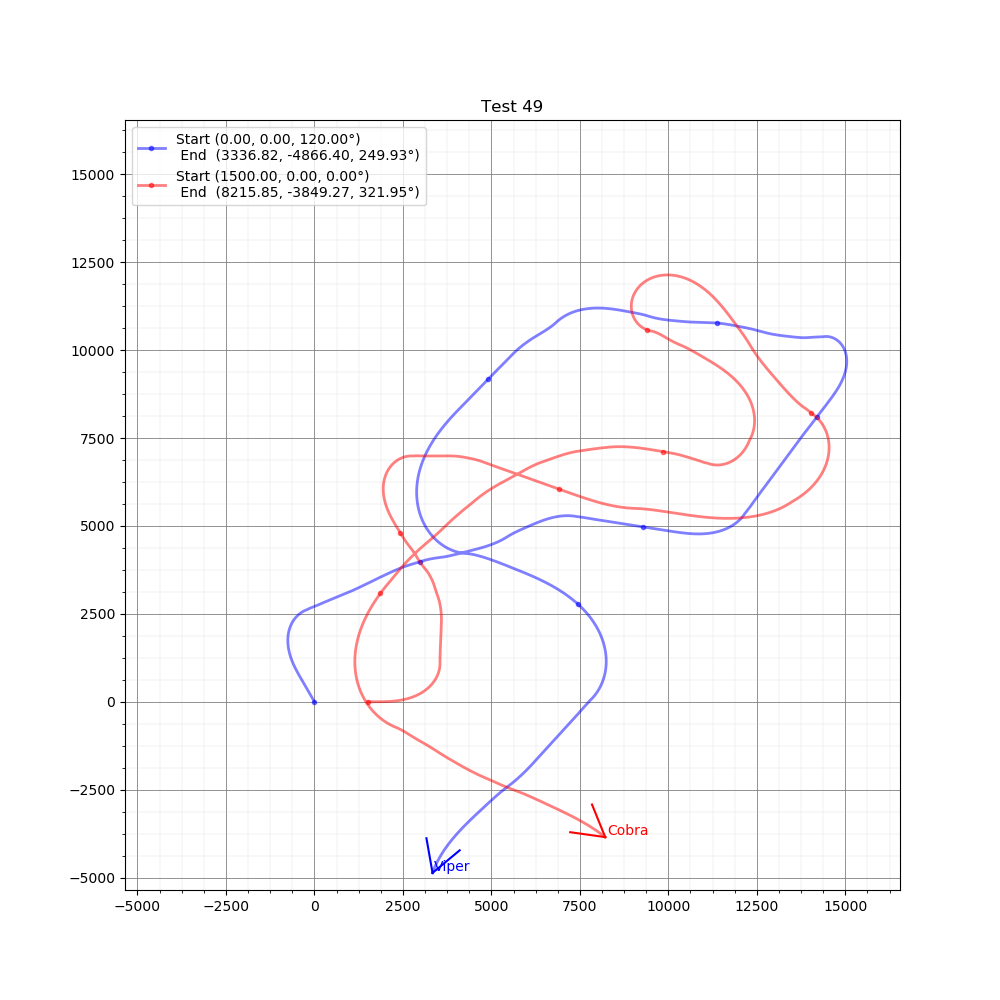 Test 49
Start (0.00, 0.00, 120.00°)
End  (3336.82, -4866.40, 249.93°)
Start (1500.00, 0.00, 0.00°)
End  (8215.85, -3849.27, 321.95°)
15000
12500
10000
7500
5000
2500
0
−2500
−5000
Cobra
Viper
−5000 −2500 0 2500 5000 7500 10000 12500 15000